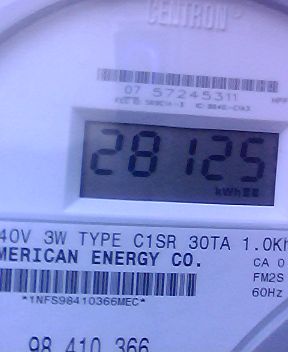 CENTRON
07 57245311
28125
kWh
40V 3W TYPE C1SR 30TA 1.0Kh
MERICAN ENERGY CO.
CA 0
FM2S
60Hz
*1NFS98410366MEC*
98 410 366